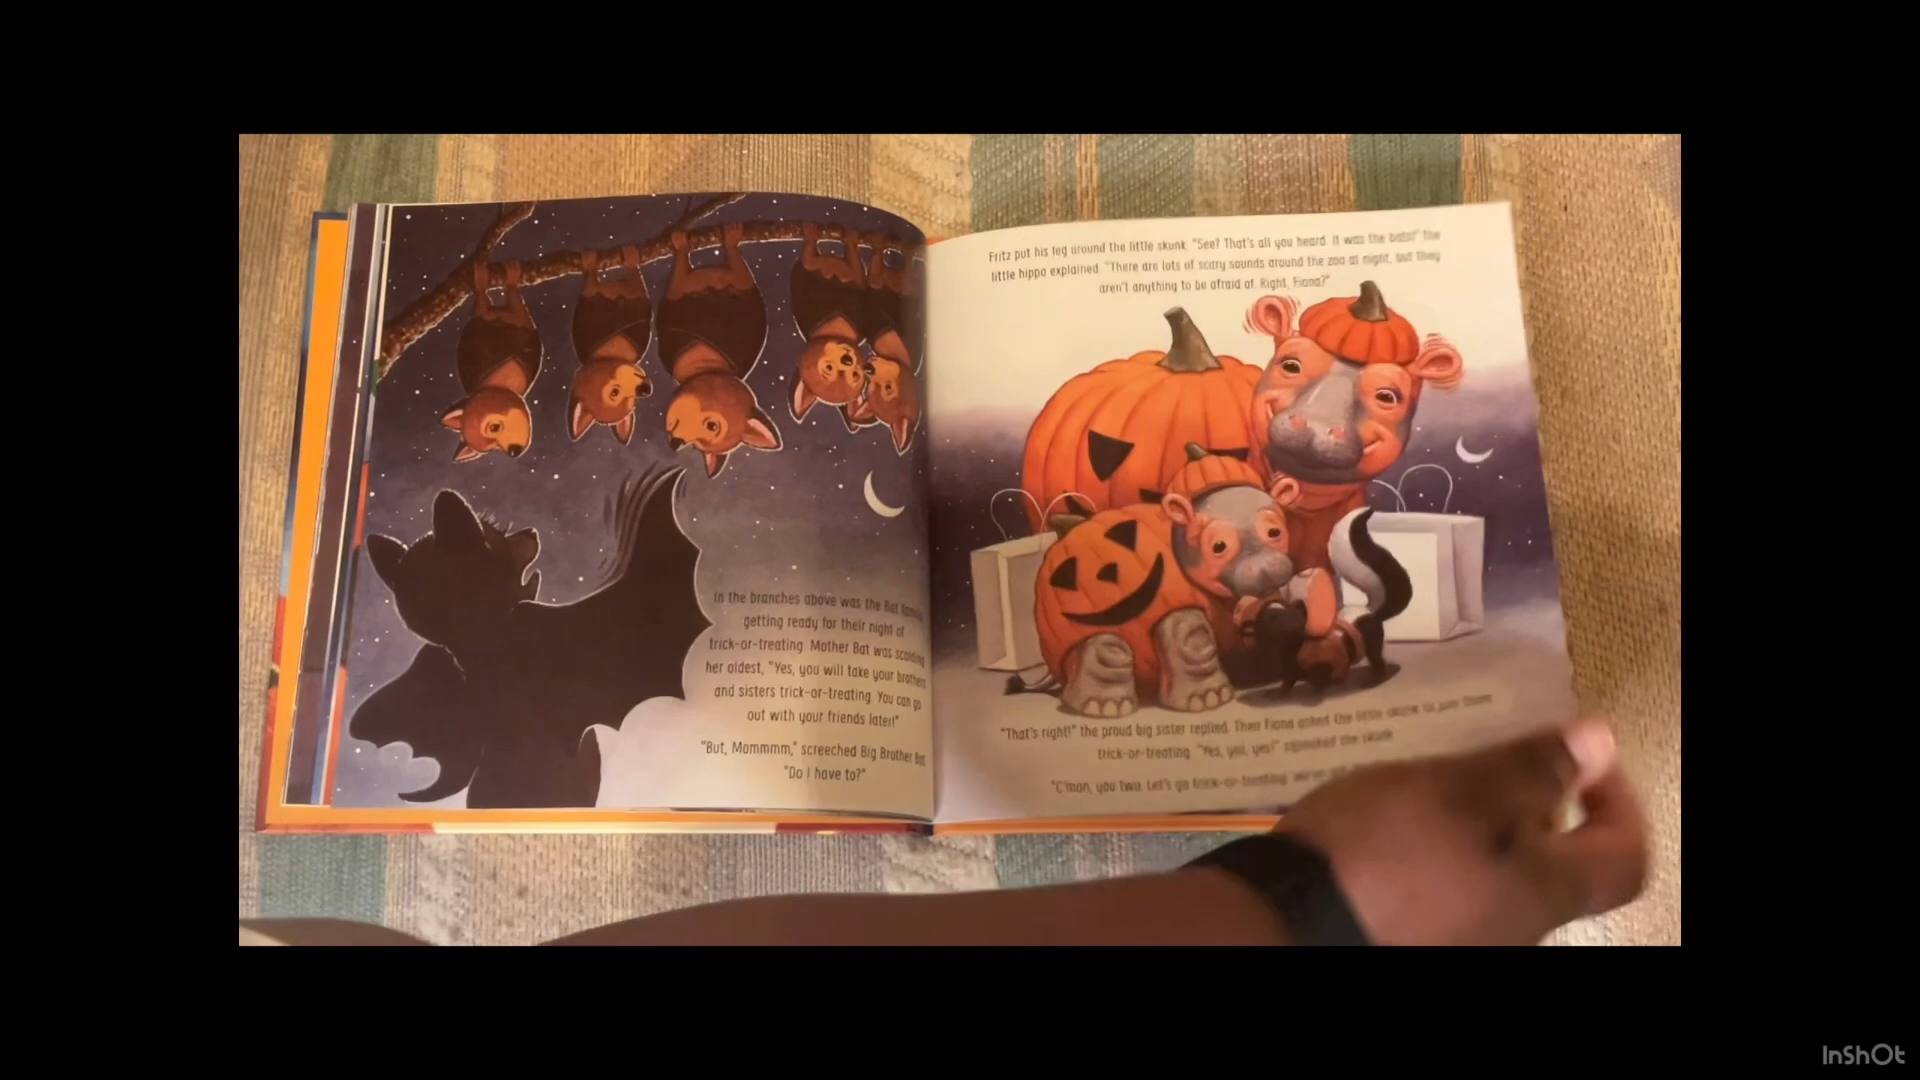 In the branches above was the Bat family
getting ready for their night of
trick-or-treating. Mother Bat was scolding
her oldest, "Yes, you will take your brothers
and sisters trick-or-treating. You can go
out with your friends later!"
"But, Mommmm," screeched Big Brother Bat.
"Do I have to?"
Fritz put his leg around the little skunk. "See? That's all you heard. It was the bats!" the
little hippo explained. "There are lots of scary sounds around the zoo at night, but they
aren't anything to be afraid of. Right, Fiona?"
"That's right!" the proud big sister replied. Then Fiona asked the little skunk to join them
trick-or-treating. "Yes, yes, yes!" squeaked the skunk.
"C'mon, you two. Let's go trick-or-treating.
InShOt